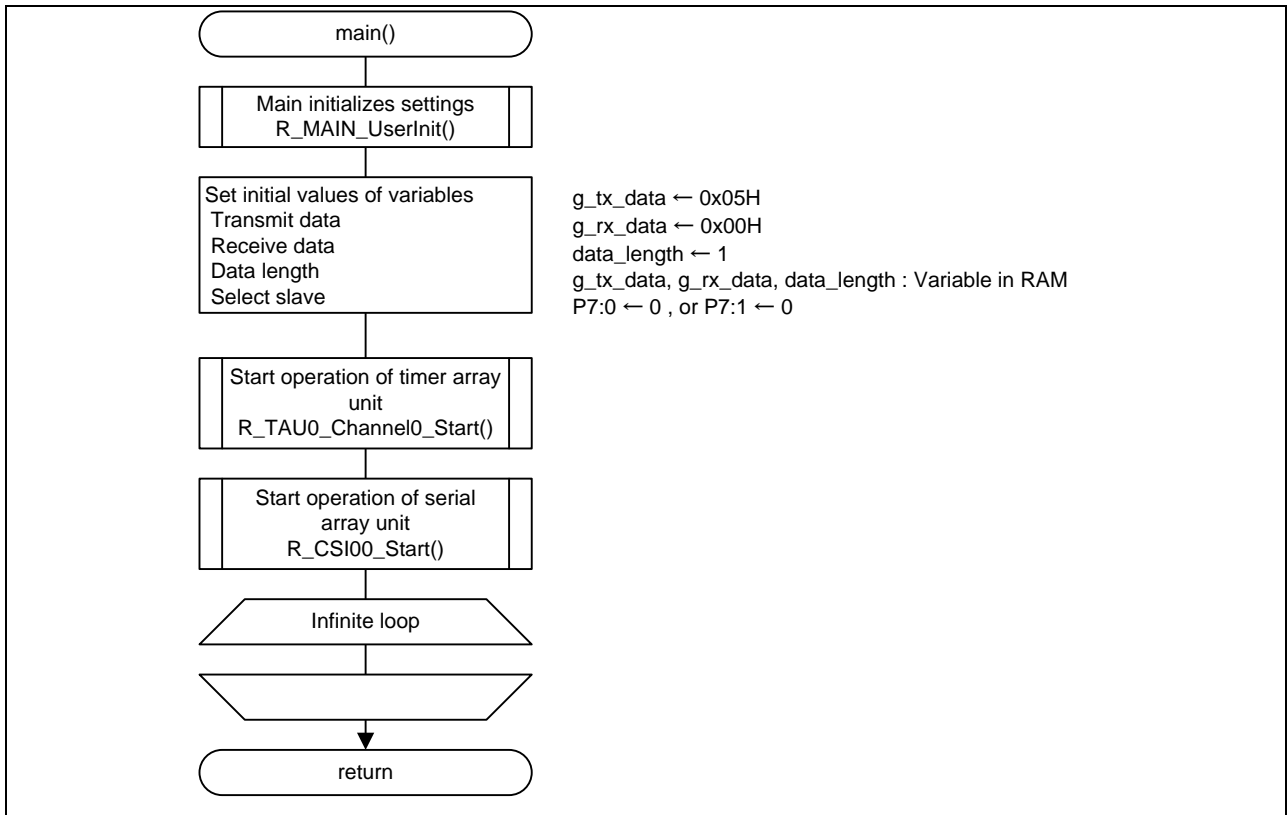 main()
Main initializes settings
R_MAIN_UserInit()
Set initial values of variables
Transmit data
Receive data
Data length
Select slave
g_tx_data ← 0x05H
g_rx_data ← 0x00H
data_length ← 1
g_tx_data, g_rx_data, data_length : Variable in RAM
P7:0 ← 0 , or P7:1 ← 0
Start operation of timer array
unit
R_TAU0_Channel0_Start()
Start operation of serial
array unit
R_CSI00_Start()
Infinite loop
return